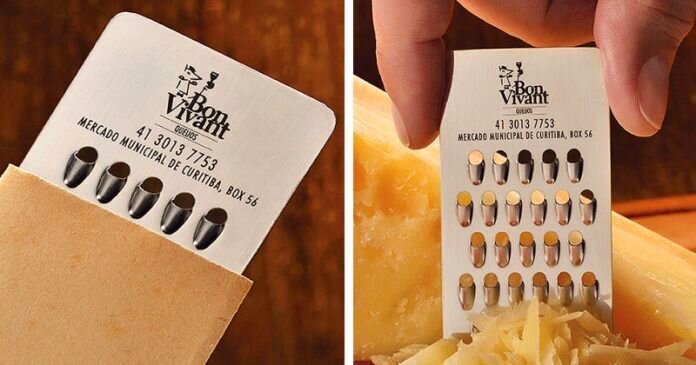 Bon
Vivant
QUEIJOS
41 3013 7753
MERCADO MUNICIPAL DE CURITIBA, BOX 56
Bon
Vivant
QUEIJOS
41 3013 7753
MERCADO MUNICIPAL DE CURITIBA, BOX 56